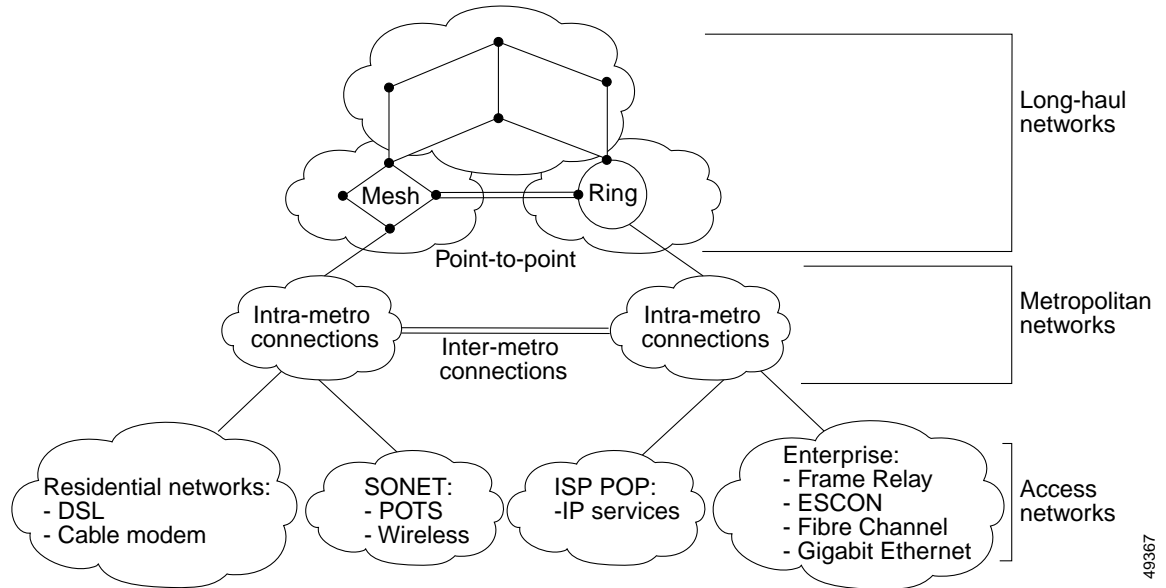 Long-haul
networks
Mesh
Ring
Point-to-point
Intra-metro
connections
Inter-metro
connections
Intra-metro
connections
Metropolitan
networks
Residential networks:
- DSL
- Cable modem
SONET:
- POTS
- Wireless
ISP POP:
-IP services
Enterprise:
- Frame Relay
- ESCON
- Fibre Channel
- Gigabit Ethernet
Access
networks
49367